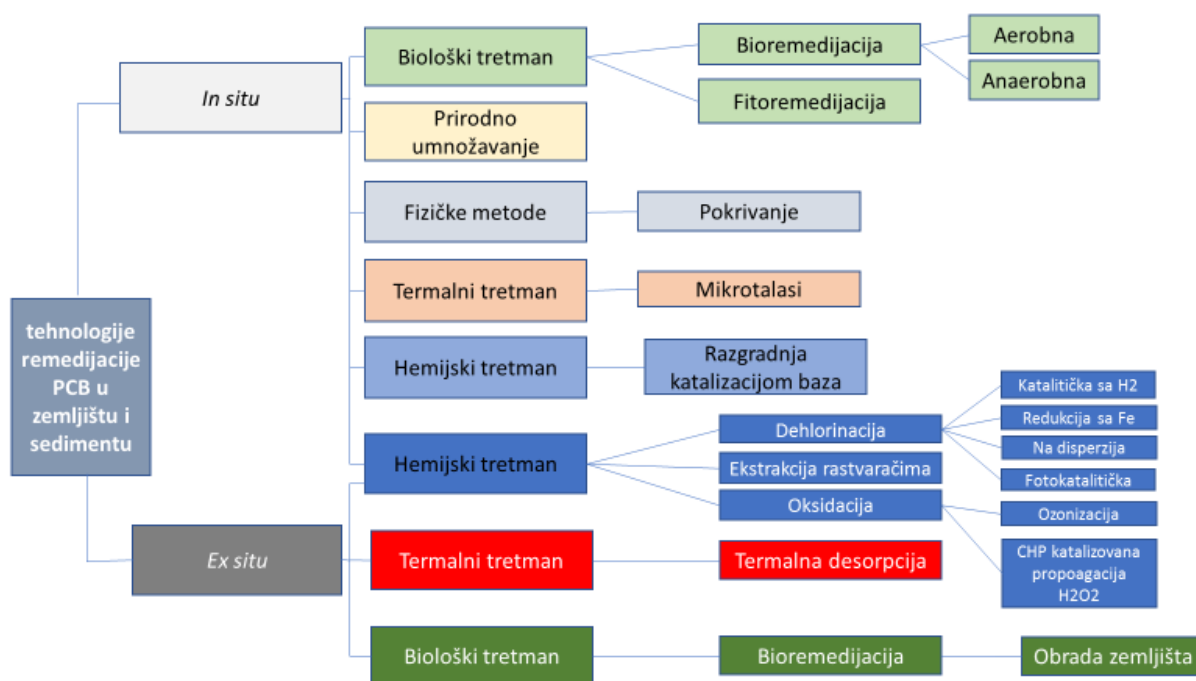 tehnologije
remedijacije
PCB u
zemljištu i
sedimentu
In situ
Biološki tretman
Bioremedijacija
Aerobna
Anaerobna
Fitoremedijacija
Prirodno
umnožavanje
Fizičke metode
Pokrivanje
Termalni tretman
Mikrotalasi
Hemijski tretman
Razgradnja
katalizacijom baza
Hemijski tretman
Dehlorinacija
Katalitička sa H2
Redukcija sa Fe
Na disperzija
Fotokatalitička
Ekstrakcija rastvaračima
Oksidacija
Ozonizacija
CHP katalizovana
propoagacija
H2O2
Ex situ
Termalni tretman
Termalna desorpcija
Biološki tretman
Bioremedijacija
Obrada zemljišta